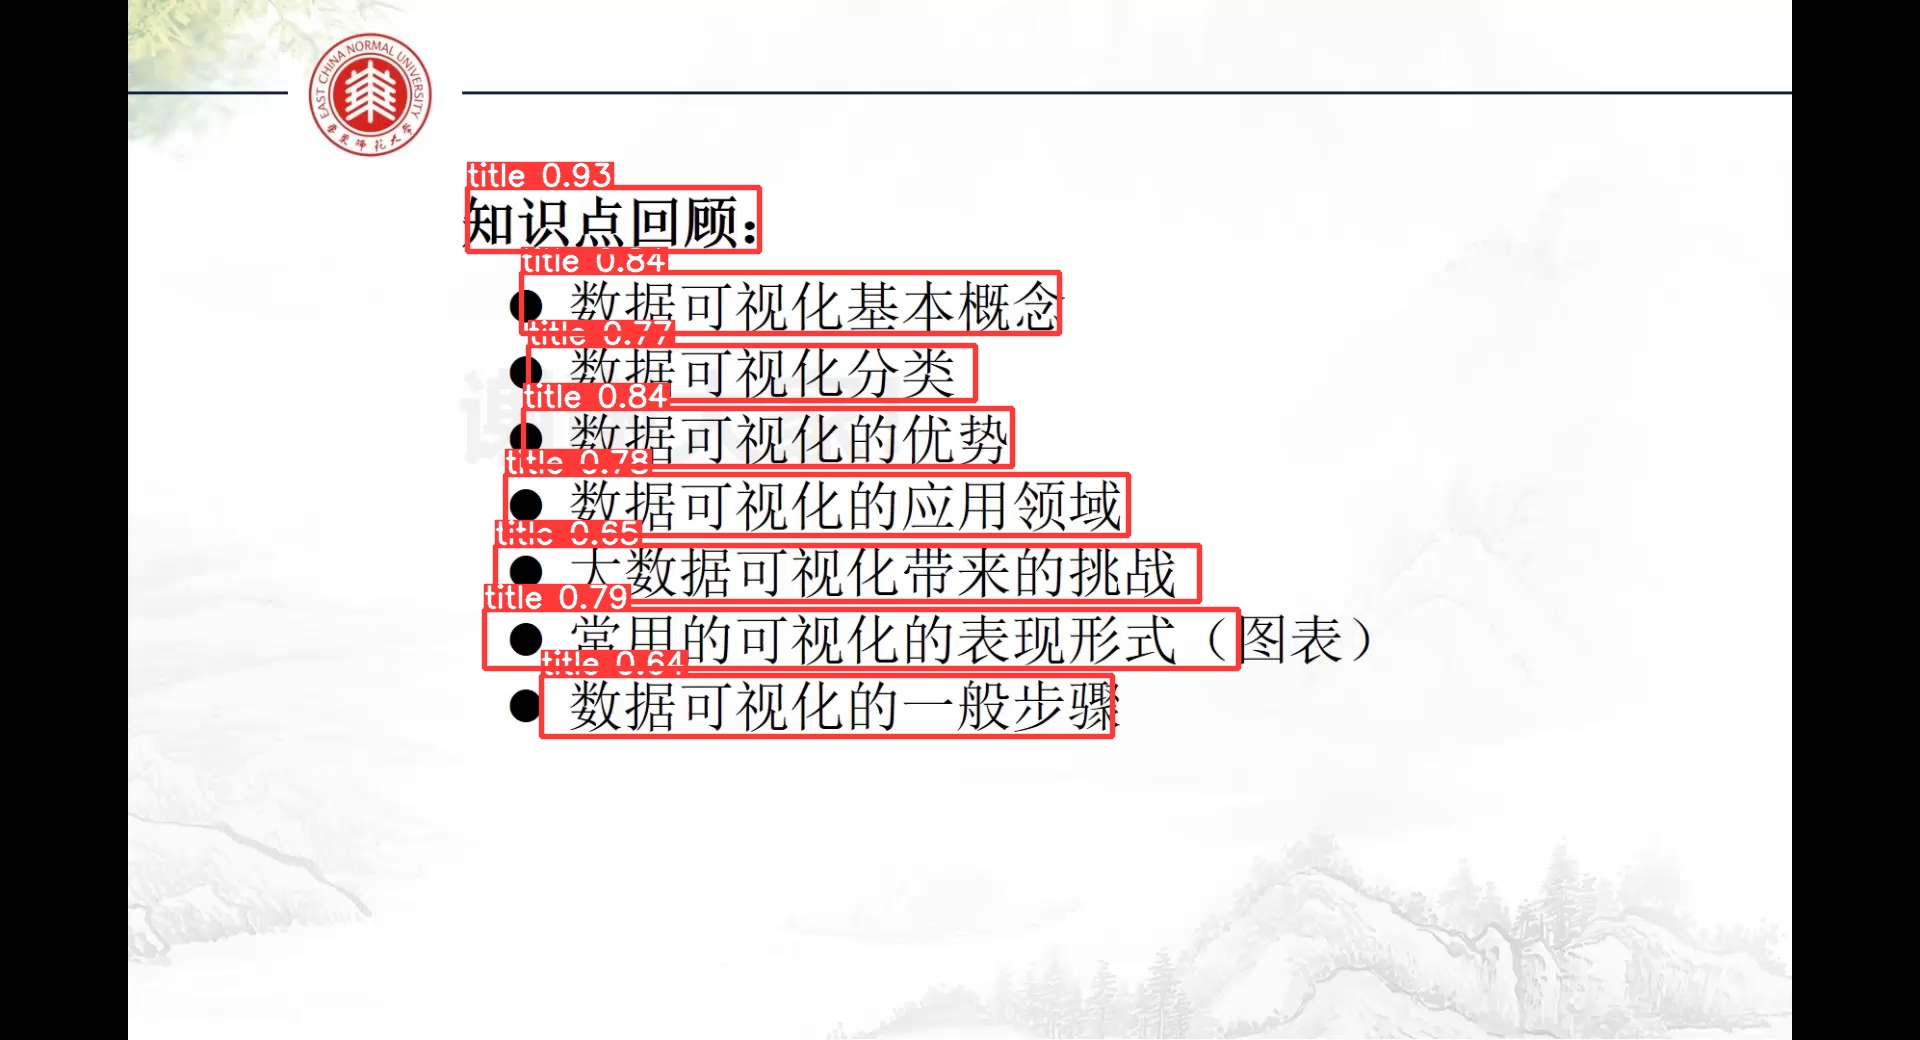 EAST CHINA NORMAL UNIVERSITY
華東師范大学
title 0.93
知识点回顾：
title 0.84
● 数据可视化基本概念
title 0.77
● 数据可视化分类
title 0.84
● 数据可视化的优势
title 0.78
● 数据可视化的应用领域
title 0.65
● 大数据可视化带来的挑战
title 0.79
● 常用的可视化的表现形式（图表）
title 0.64
● 数据可视化的一般步骤